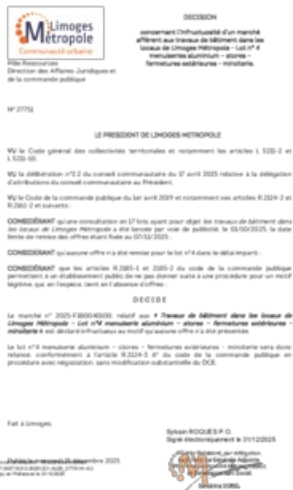 Limoges
Métropole
Communauté urbaine
Pôle Ressources
Direction des Affaires Juridiques et
de la commande publique
DECISION
concernant l'infructuosité d'un marché
afférent aux travaux de bâtiment dans les
locaux de Limoges Métropole - Lot n° 4
menuiseries aluminium - stores -
fermetures extérieures - miroiterie.
N° 27751
LE PRESIDENT DE LIMOGES METROPOLE
VU le Code général des collectivités territoriales et notamment les articles L 5211-2 et
L 5211-10,
VU la délibération n°2.2 du conseil communautaire du 17 avril 2025 relative à la délégation
d'attributions du conseil communautaire au Président,
VU le Code de la commande publique du 1er avril 2019 et notamment ses articles R.2124-2 et
R.2161-2 et suivants ;
CONSIDÉRANT qu'une consultation en 17 lots ayant pour objet les travaux de bâtiment dans
les locaux de Limoges Métropole a été lancée par voie de publicité, le 01/10/2025, la date
limite de remise des offres étant fixée au 07/11/2025 ;
CONSIDÉRANT qu'aucune offre n'a été remise pour le lot n°4 dans le délai imparti ;
CONSIDÉRANT que les articles R.2185-1 et 2185-2 du code de la commande publique
permettent à un établissement public de ne pas donner suite à une procédure pour un motif
légitime, qui, en l'espèce, tient en l'absence d'offres ;
DECIDE
Le marché n° relatif aux « Travaux de bâtiment dans les locaux de
Limoges Métropole - Lot n°4 menuiserie aluminium - stores - fermetures extérieures -
miroiterie » est déclaré infructueux au motif qu'aucune offre n'a été présentée.
Le lot n°4 menuiserie aluminium - stores - fermetures extérieures - miroiterie sera donc
relancé, conformément à l'article R.2124-3 6° du code de la commande publique en
procédure avec négociation, sans modification substantielle du DCE.
Fait à Limoges,
Sylvain ROQUES P.O.
Signé électroniquement le 31/12/2025
décembre 2025